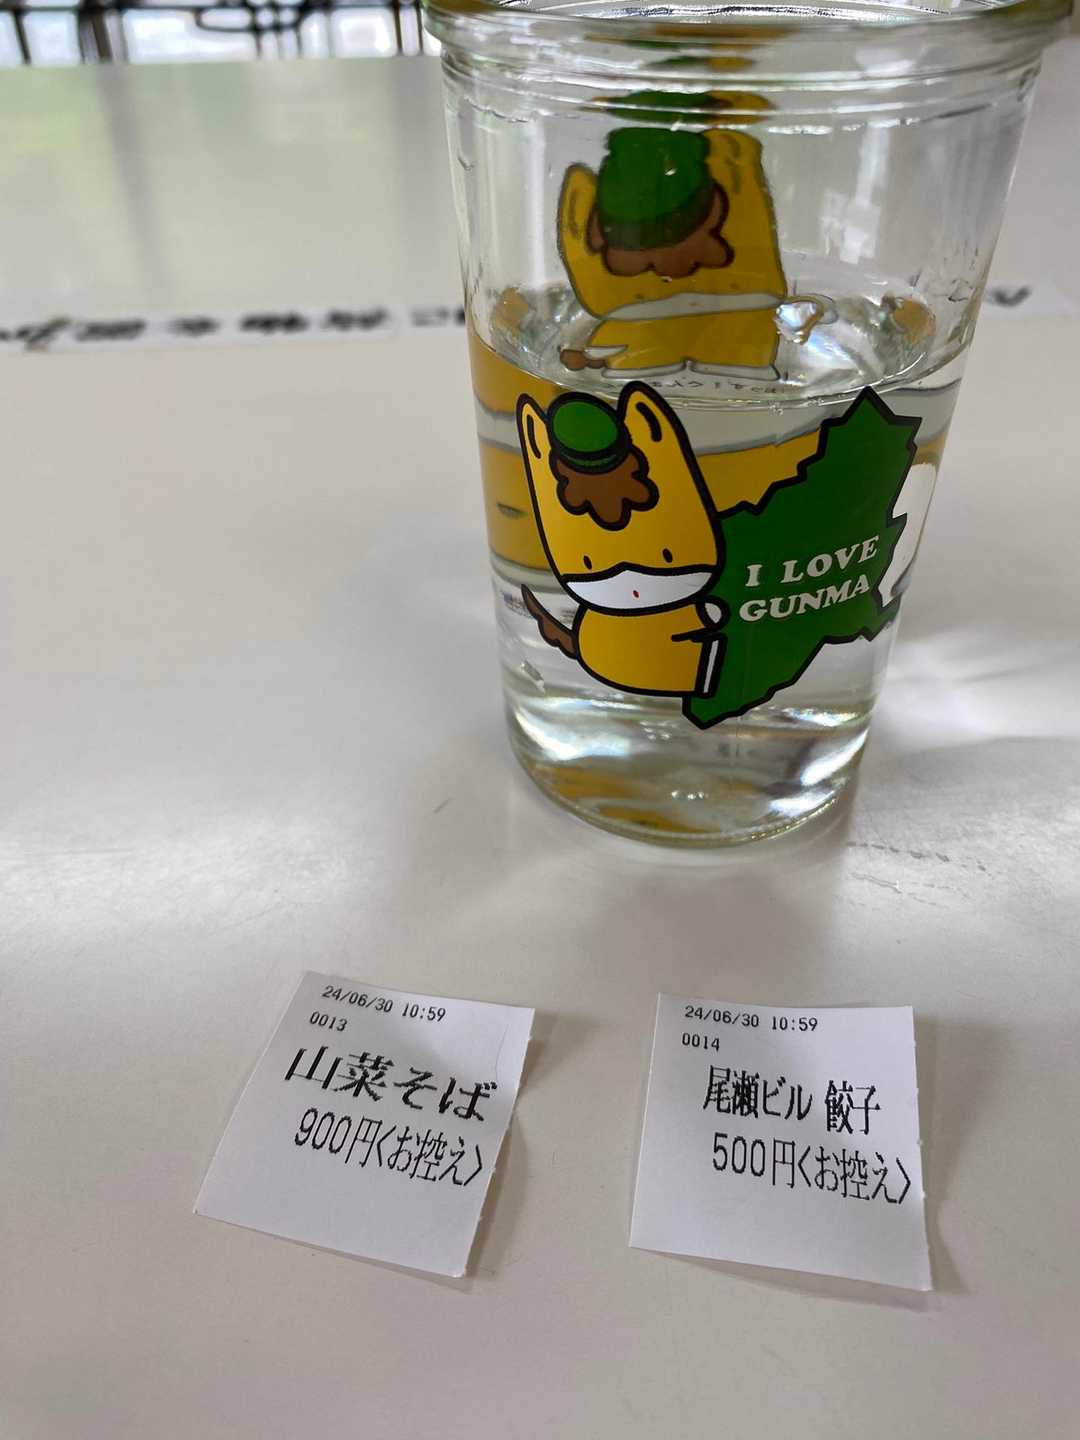 I LOVE
GUNMA
24/06/30 10:59
0013
山菜そば
900円<お控え>
24/06/30 10:59
0014
尾瀬ビル 餃子
500円<お控え>